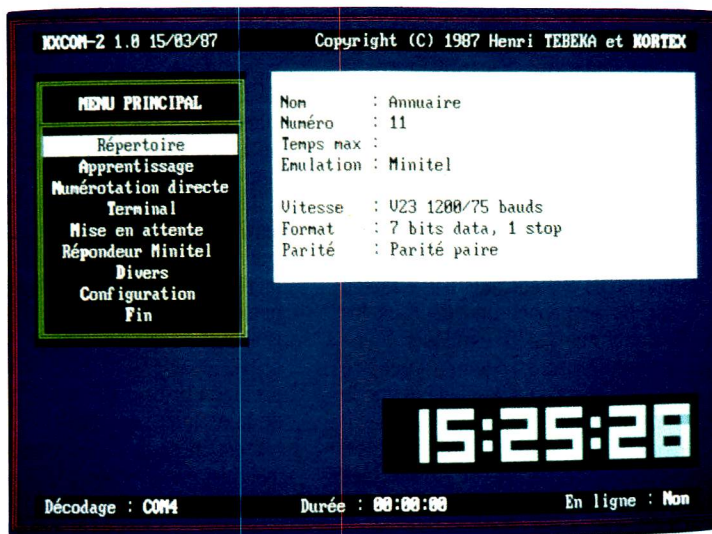 KXCOM-2 1.0 15/03/87 Copyright (C) 1987 Henri TEBEKA et KORTEX
MENU PRINCIPAL
Répertoire
Apprentissage
Numérotation directe
Terminal
Mise en attente
Répondeur Minitel
Divers
Configuration
Fin
Nom : Annuaire
Numéro : 11
Temps max :
Emulation : Minitel
Vitesse : V23 1200/75 bauds
Format : 7 bits data, 1 stop
Parité : Parité paire
15:25:28
Décodage : COM4 Durée : 00:00:00 En ligne : Non